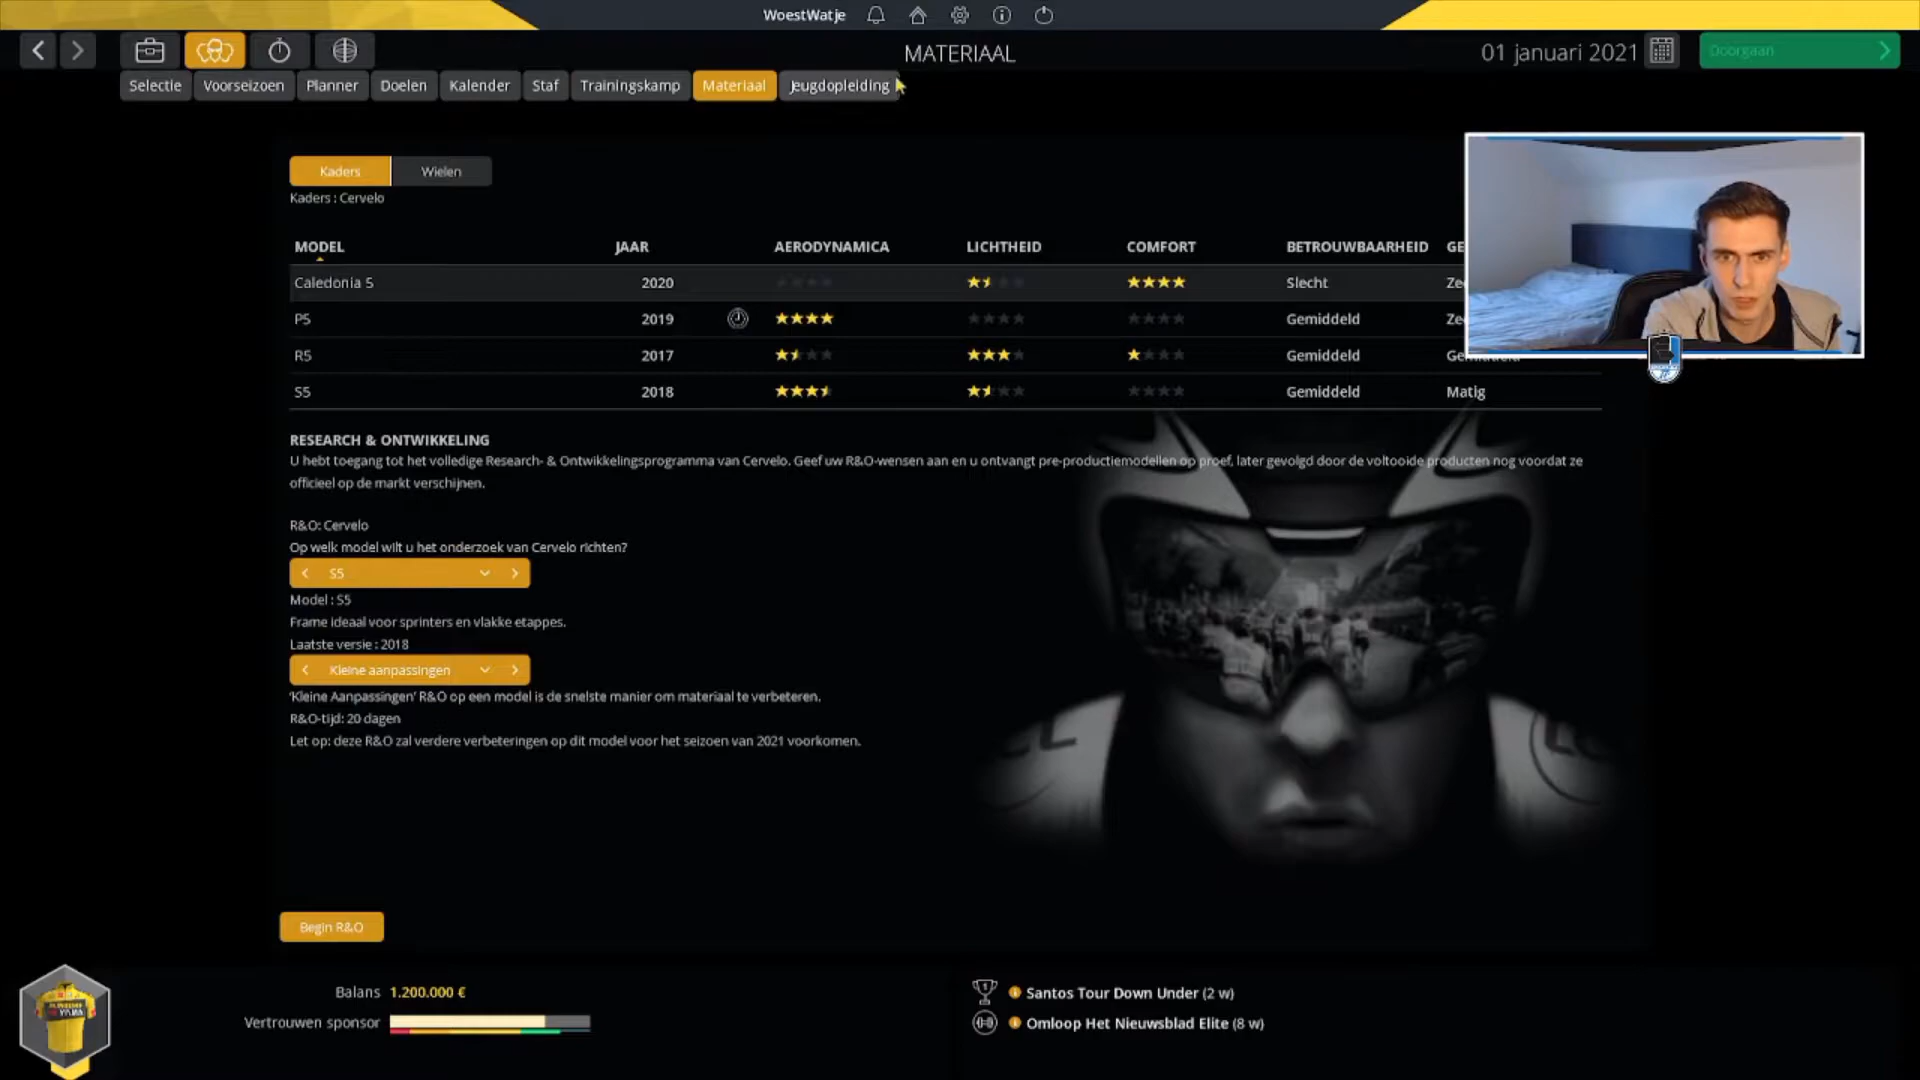 WoestWatje
MATERIAAL
01 januari 2021
Doorgaan
Selectie
Voorseizoen
Planner
Doelen
Kalender
Staf
Trainingskamp
Materiaal
Jeugdopleiding
Kaders
Wielen
Kaders : Cervelo
MODEL JAAR AERODYNAMICA LICHTHEID COMFORT BETROUWBAARHEID GE
Caledonia 5 2020 Slecht Ze
P5 2019 Gemiddeld Ze
R5 2017 Gemiddeld
S5 2018 Gemiddeld Matig
RESEARCH & ONTWIKKELING
U hebt toegang tot het volledige Research- & Ontwikkelingsprogramma van Cervelo. Geef uw R&O-wensen aan en u ontvangt pre-productiemodellen op proef, later gevolgd door de voltooide producten nog voordat ze
officieel op de markt verschijnen.
R&O: Cervelo
Op welk model wilt u het onderzoek van Cervelo richten?
S5
Model : S5
Frame ideaal voor sprinters en vlakke etappes.
Laatste versie : 2018
Kleine aanpassingen
'Kleine Aanpassingen' R&O op een model is de snelste manier om materiaal te verbeteren.
R&O-tijd: 20 dagen
Let op: deze R&O zal verdere verbeteringen op dit model voor het seizoen van 2021 voorkomen.
Begin R&O
Balans 1.200.000 €
Vertrouwen sponsor
Santos Tour Down Under (2 w)
Omloop Het Nieuwsblad Elite (8 w)